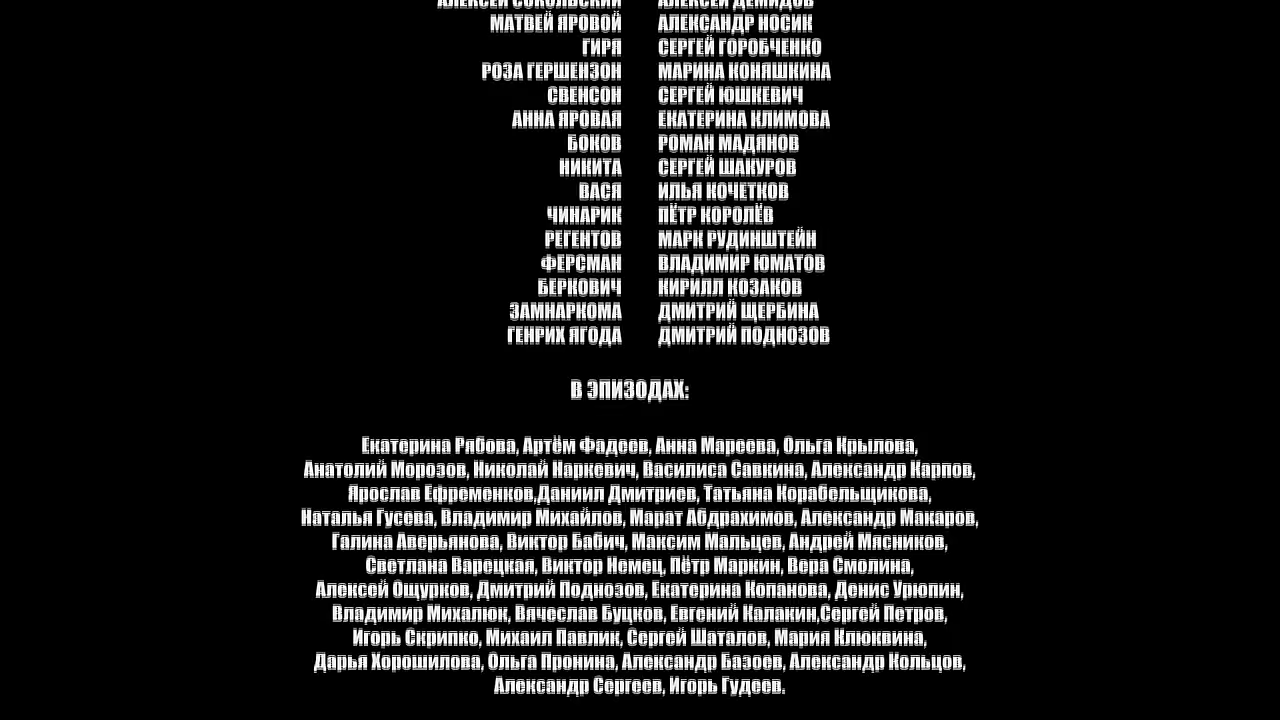 АЛЕКСЕЙ СОКОЛЬСКИЙ АЛЕКСЕЙ ДЕМИДОВ
МАТВЕЙ ЯРОВОЙ АЛЕКСАНДР НОСИК
ГИРЯ СЕРГЕЙ ГОРОБЧЕНКО
РОЗА ГЕРШЕНЗОН МАРИНА КОНЯШКИНА
СВЕНСОН СЕРГЕЙ ЮШКЕВИЧ
АННА ЯРОВАЯ ЕКАТЕРИНА КЛИМОВА
БОКОВ РОМАН МАДЯНОВ
НИКИТА СЕРГЕЙ ШАКУРОВ
ВАСЯ ИЛЬЯ КОЧЕТКОВ
ЧИНАРИК ПЁТР КОРОЛЁВ
РЕГЕНТОВ МАРК РУДИНШТЕЙН
ФЕРСМАН ВЛАДИМИР ЮМАТОВ
БЕРКОВИЧ КИРИЛЛ КОЗАКОВ
ЗАМНАРКОМА ДМИТРИЙ ЩЕРБИНА
ГЕНРИХ ЯГОДА ДМИТРИЙ ПОДНОЗОВ
В ЭПИЗОДАХ:
Екатерина Рябова, Артём Фадеев, Анна Мареева, Ольга Крылова,
Анатолий Морозов, Николай Наркевич, Василиса Савкина, Александр Карпов,
Ярослав Ефременков,Даниил Дмитриев, Татьяна Корабельщикова,
Наталья Гусева, Владимир Михайлов, Марат Абдрахимов, Александр Макаров,
Галина Аверьянова, Виктор Бабич, Максим Мальцев, Андрей Мясников,
Светлана Варецкая, Виктор Немец, Пётр Маркин, Вера Смолина,
Алексей Ощурков, Дмитрий Поднозов, Екатерина Копанова, Денис Урюпин,
Владимир Михалюк, Вячеслав Буцков, Евгений Калакин,Сергей Петров,
Игорь Скрипко, Михаил Павлик, Сергей Шаталов, Мария Клюквина,
Дарья Хорошилова, Ольга Пронина, Александр Базоев, Александр Кольцов,
Александр Сергеев, Игорь Гудеев.